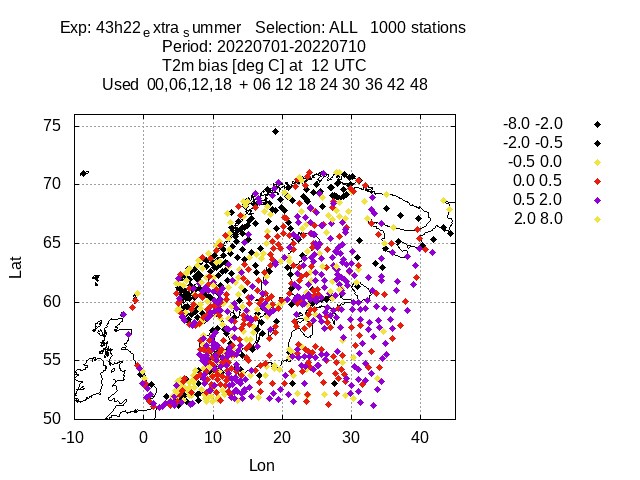 Exp: 43h22e xtra s ummer Selection: ALL 1000 stations
Period: 20220701-20220710
T2m bias [deg C] at 12 UTC
Used 00,06,12,18 + 06 12 18 24 30 36 42 48
-8.0 -2.0
-2.0 -0.5
-0.5 0.0
0.0 0.5
0.5 2.0
2.0 8.0
75
70
65
60
55
50
Lat
-10 0 10 20 30 40
Lon